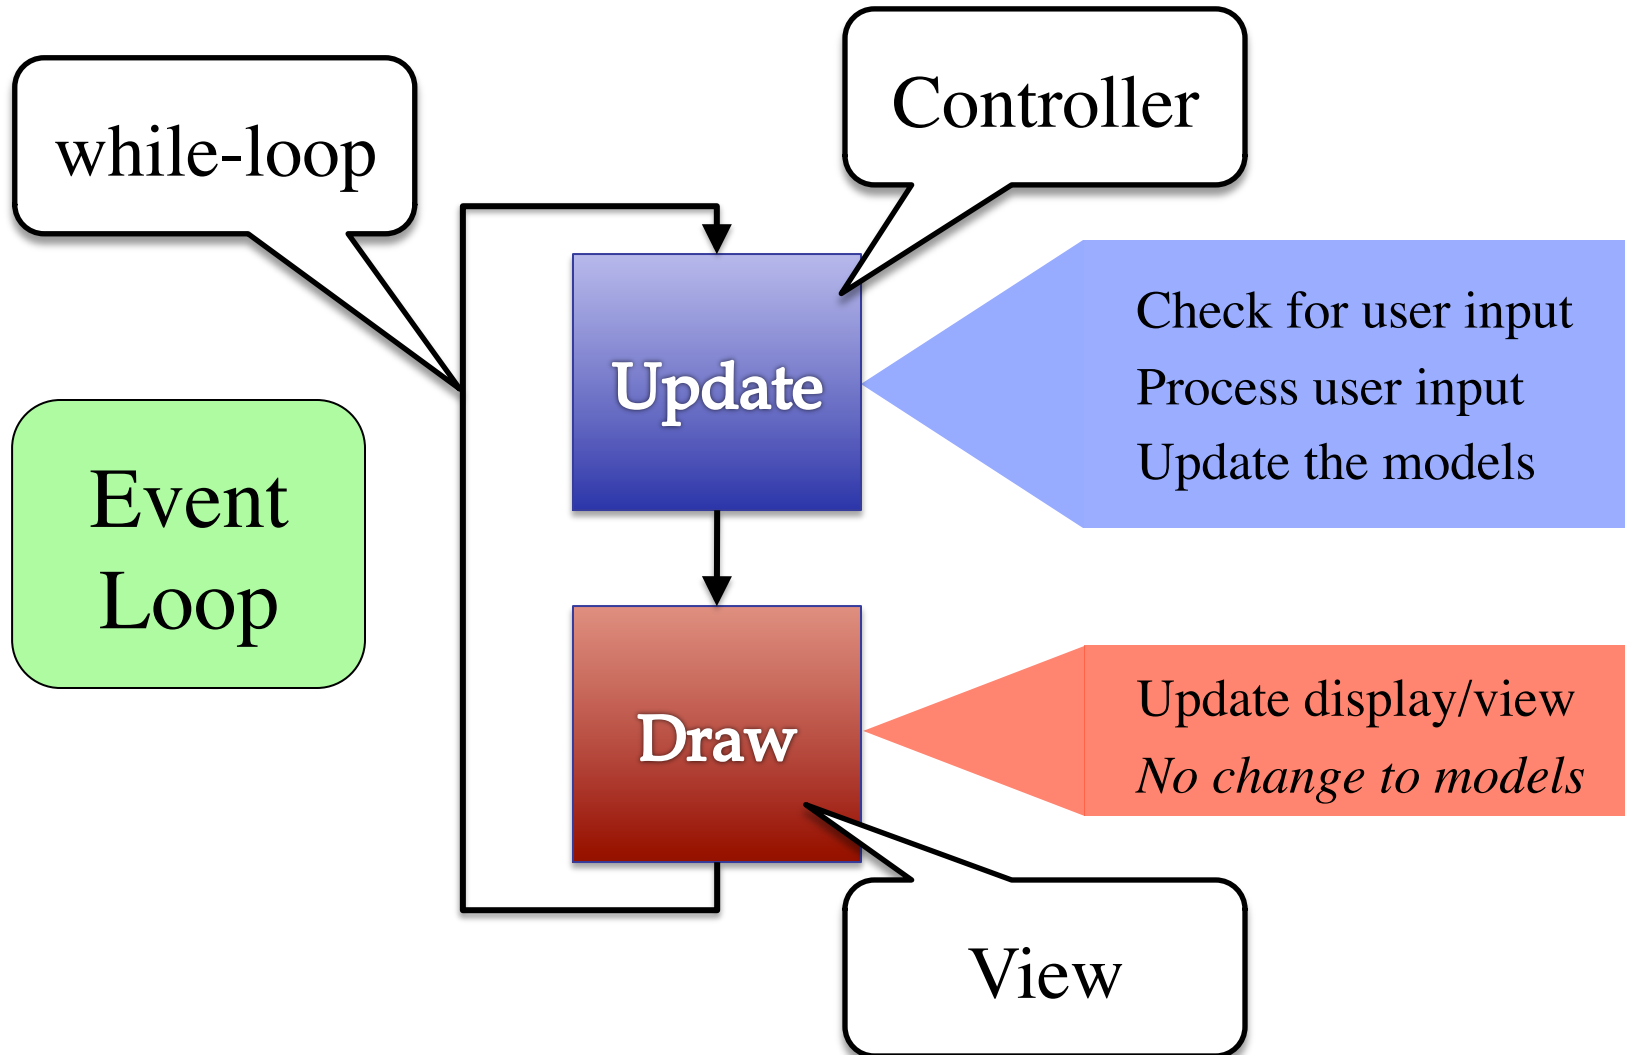 Controller
while-loop
Check for user input
Process user input
Update the models
Update
Event
Loop
Update display/view
No change to models
Draw
View